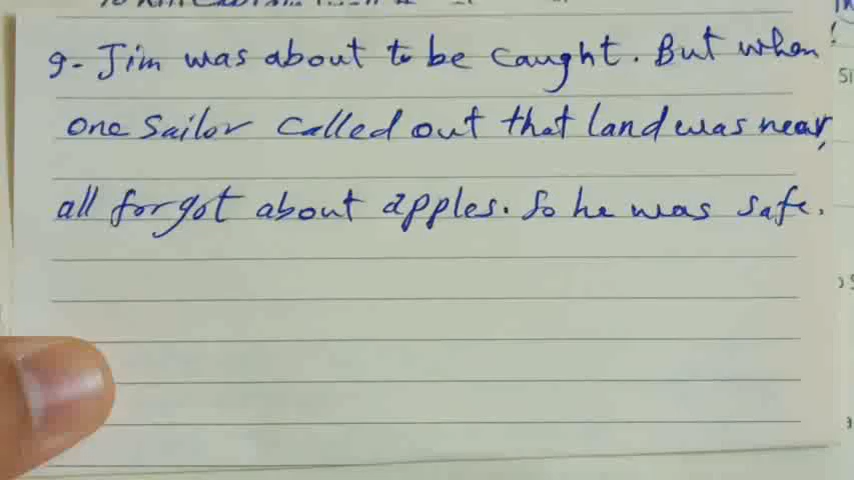 9- Jim was about to be caught. But when
one sailor called out that land was near,
all forgot about apples. So he was safe.